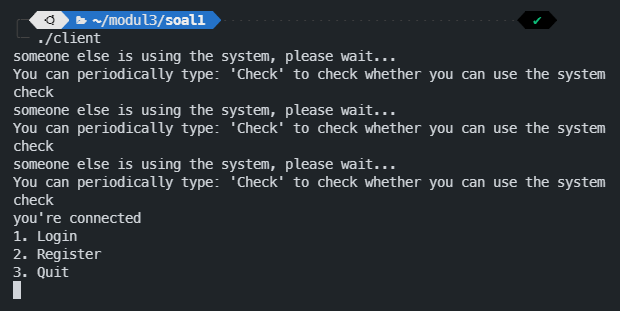 ~/modul3/soal1 ✔
./client
someone else is using the system, please wait...
You can periodically type: 'Check' to check whether you can use the system
check
someone else is using the system, please wait...
You can periodically type: 'Check' to check whether you can use the system
check
someone else is using the system, please wait...
You can periodically type: 'Check' to check whether you can use the system
check
you're connected
1. Login
2. Register
3. Quit